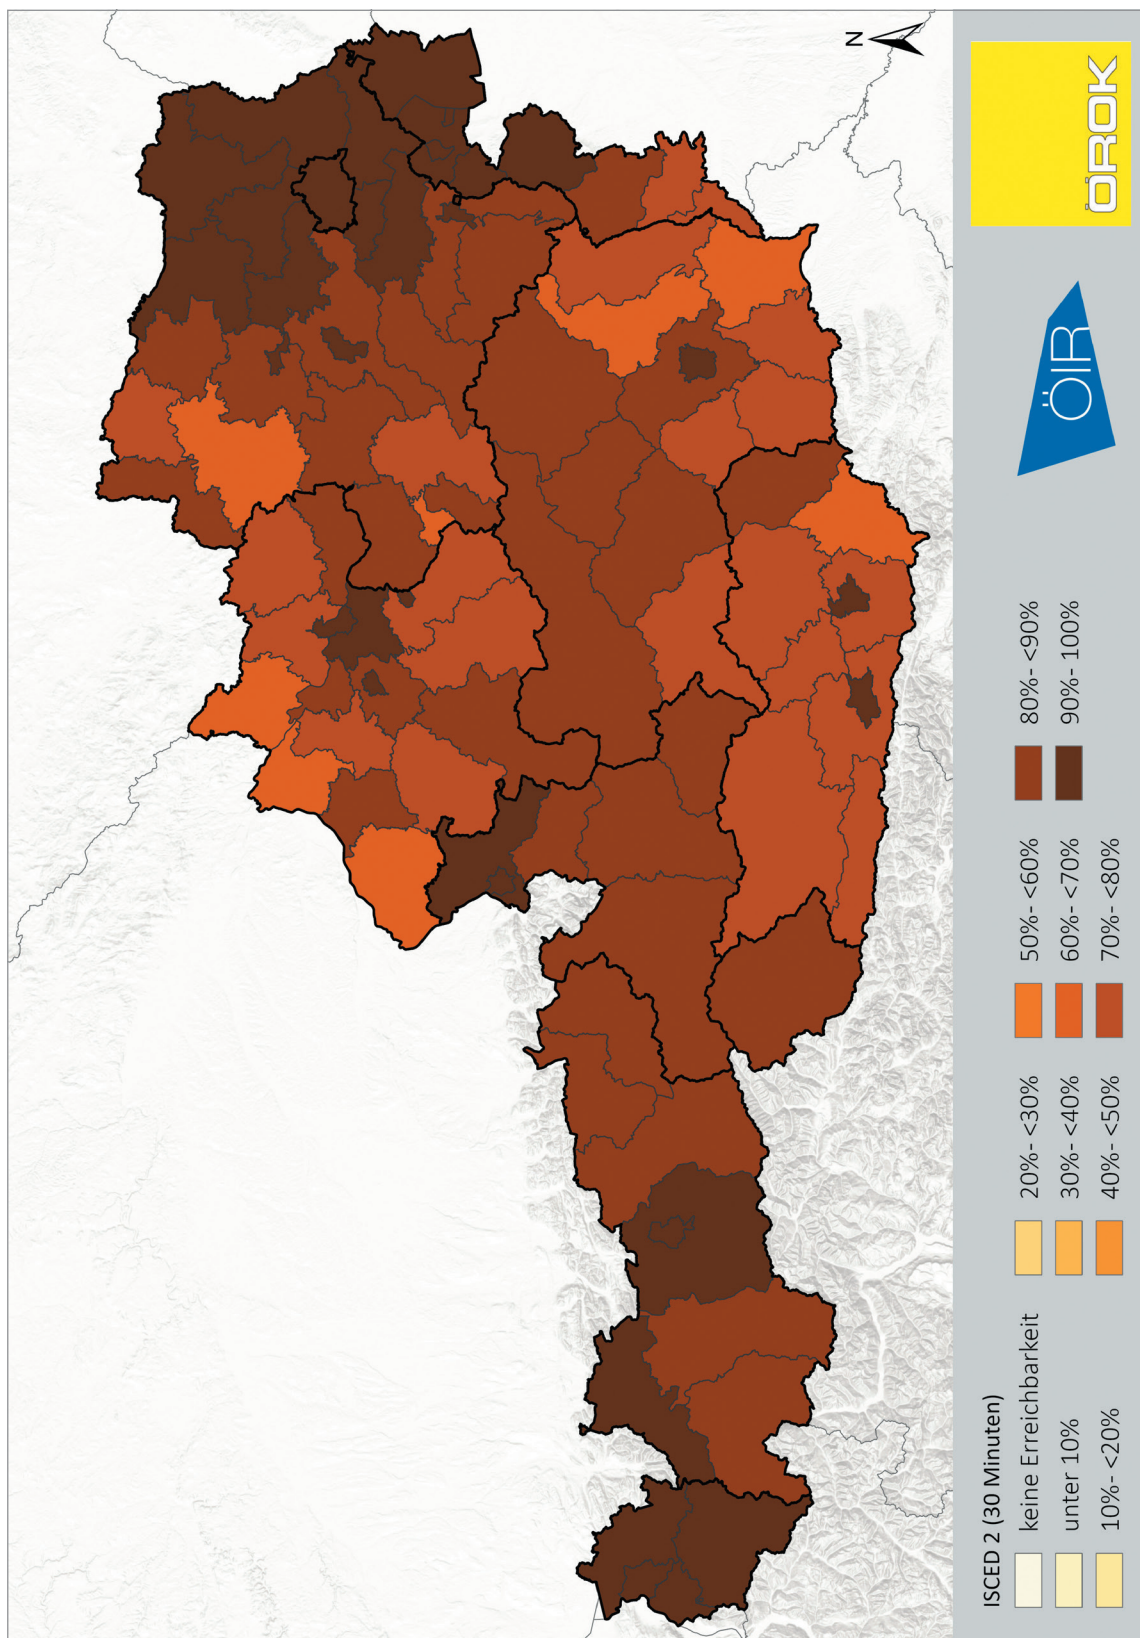 N
ISCED 2 (30 Minuten)
keine Erreichbarkeit
unter 10%
10%- <20%
20%- <30%
30%- <40%
40%- <50%
50%- <60%
60%- <70%
70%- <80%
80%- <90%
90%- 100%
ÖIR
ÖROK